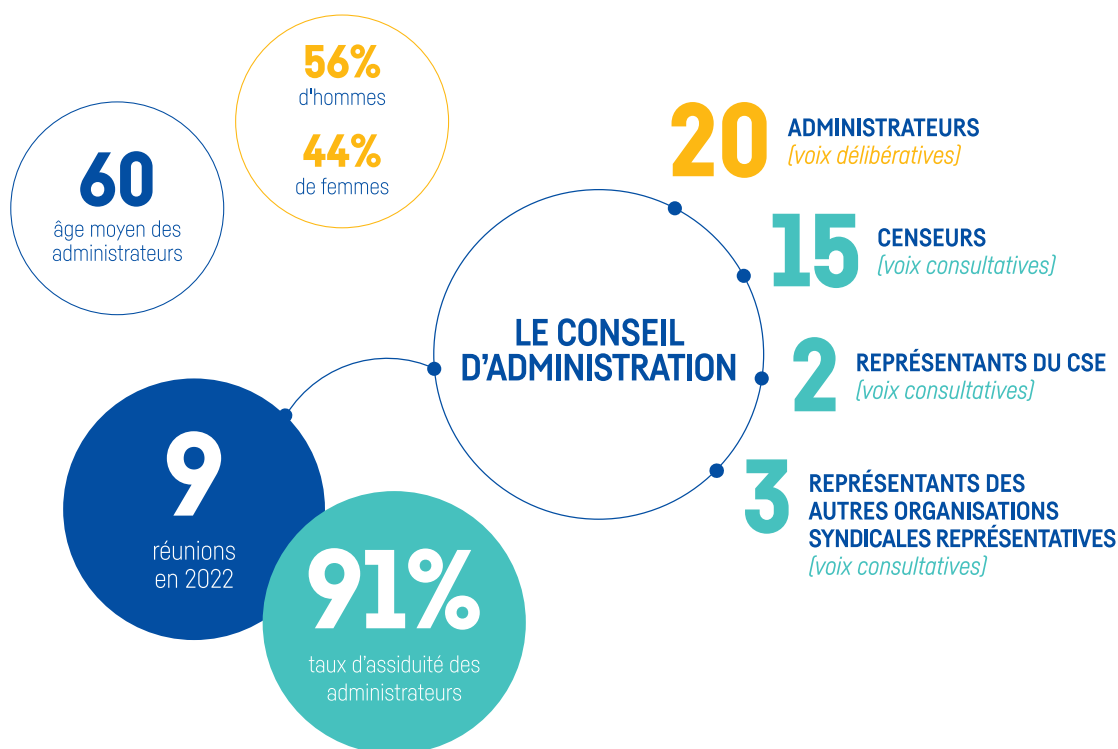 56%
d'hommes
44%
de femmes
60
âge moyen des
administrateurs
20
ADMINISTRATEURS
(voix délibératives)
15
CENSEURS
(voix consultatives)
LE CONSEIL
D'ADMINISTRATION
2
REPRÉSENTANTS DU CSE
(voix consultatives)
3
REPRÉSENTANTS DES
AUTRES ORGANISATIONS
SYNDICALES REPRÉSENTATIVES
(voix consultatives)
9
réunions
en 2022
91%
taux d'assiduité des
administrateurs